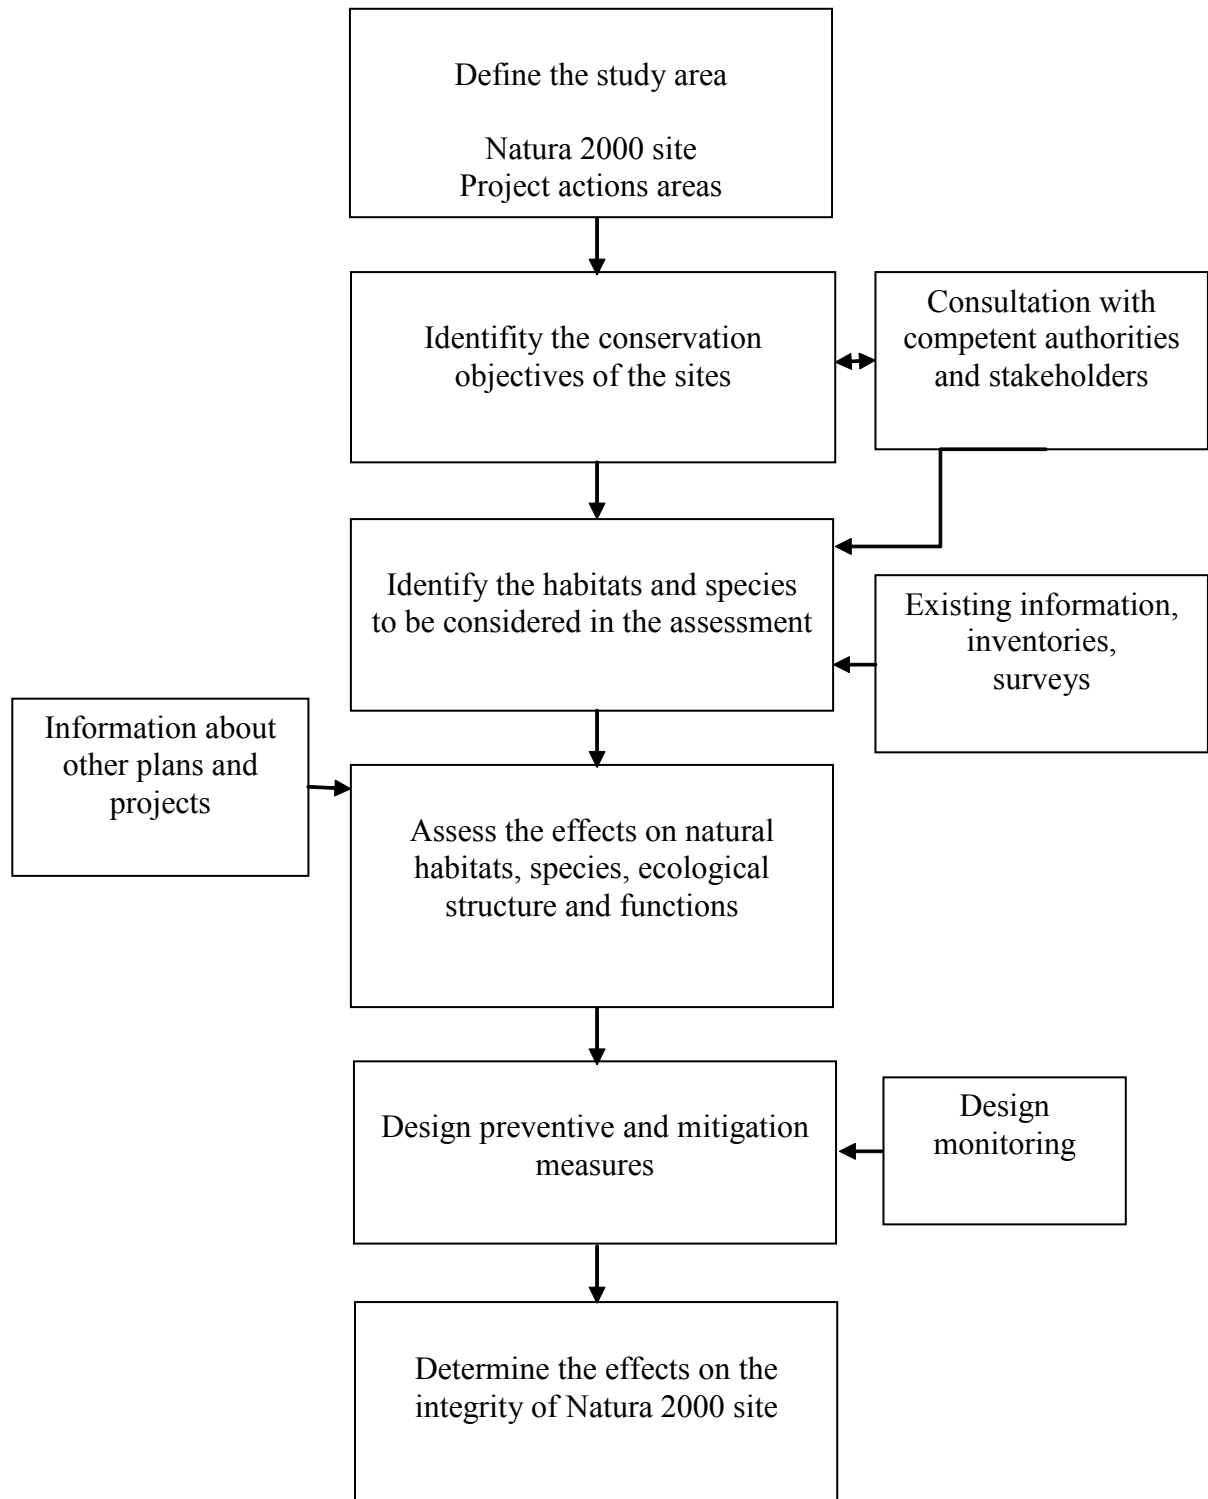 Define the study area
Natura 2000 site
Project actions areas
Identifity the conservation
objectives of the sites
Consultation with
competent authorities
and stakeholders
Identify the habitats and species
to be considered in the assessment
Existing information,
inventories,
surveys
Information about
other plans and
projects
Assess the effects on natural
habitats, species, ecological
structure and functions
Design preventive and mitigation
measures
Design
monitoring
Determine the effects on the
integrity of Natura 2000 site